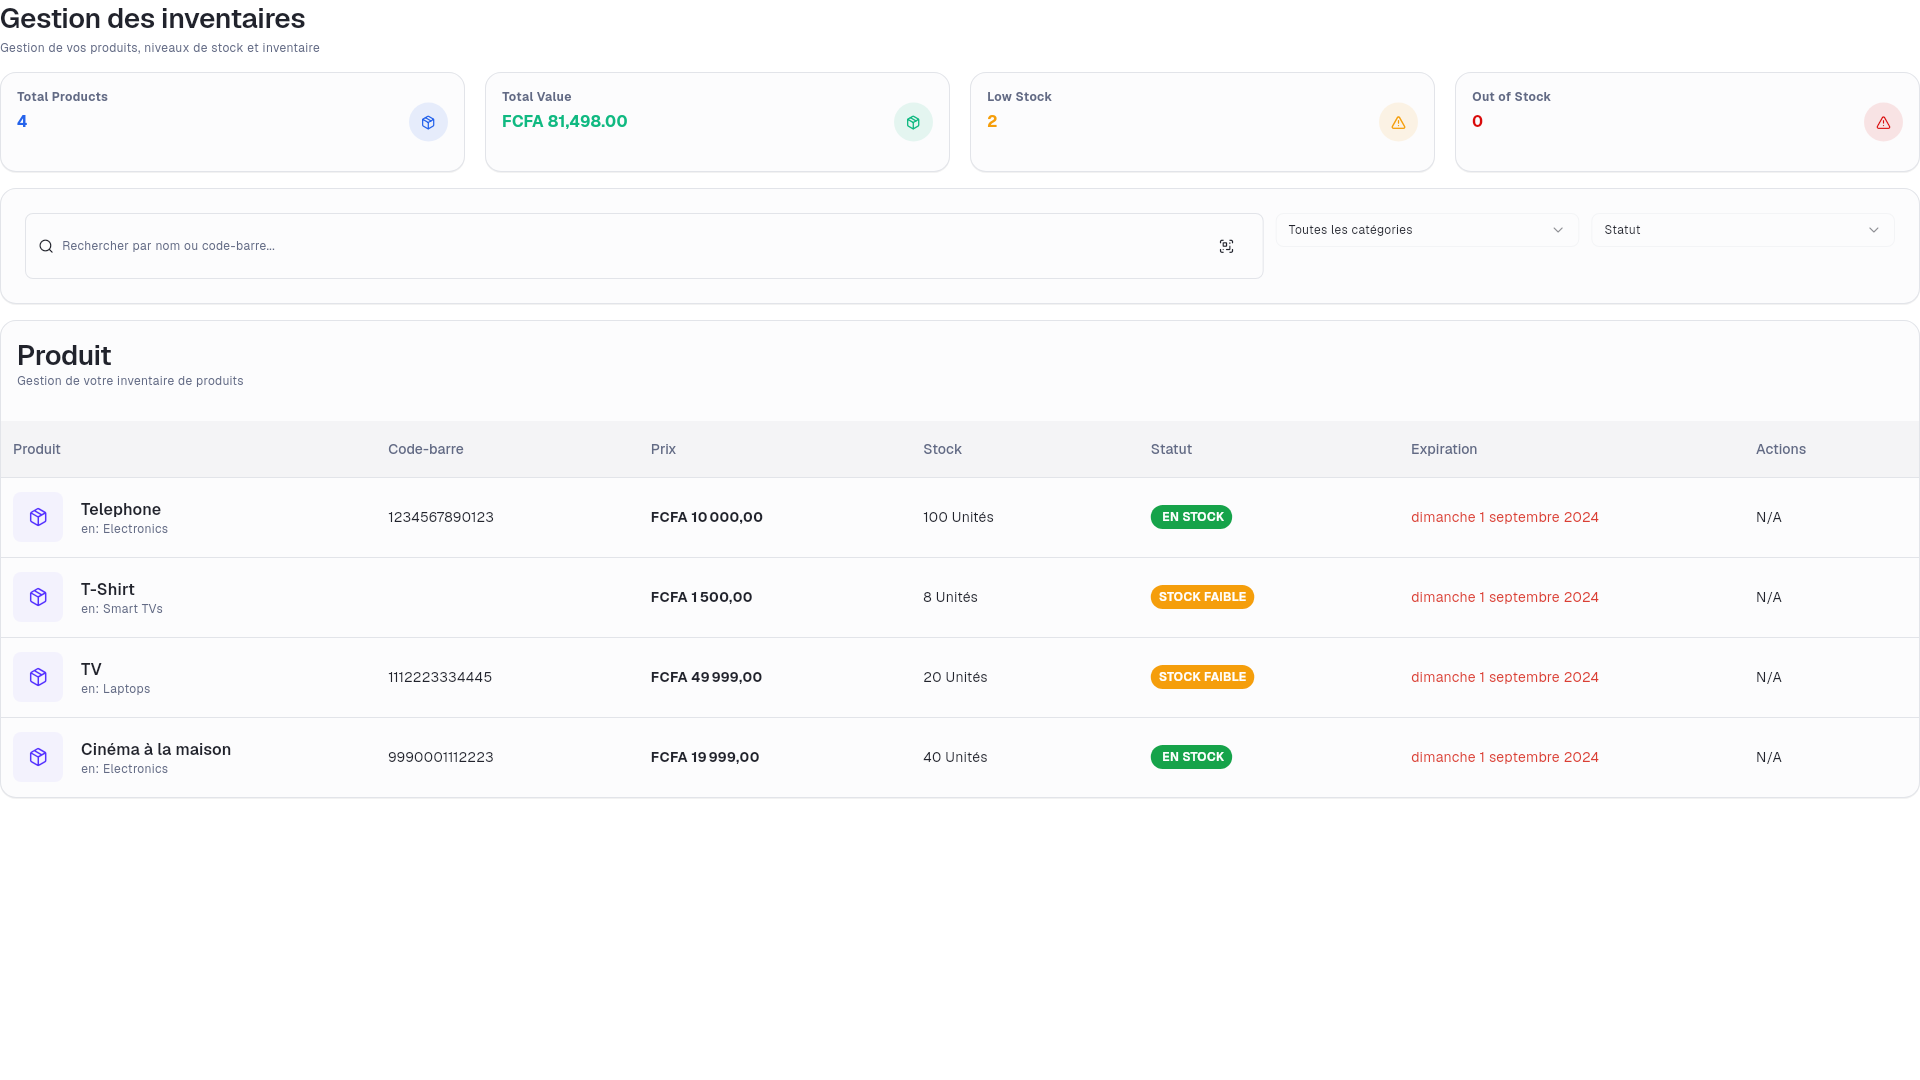 Gestion des inventaires
Gestion de vos produits, niveaux de stock et inventaire
Total Products
4
Total Value
FCFA 81,498.00
Low Stock
2
Out of Stock
0
Rechercher par nom ou code-barre...
Toutes les catégories
Statut
Produit
Gestion de votre inventaire de produits
Produit Code-barre Prix Stock Statut Expiration Actions
Telephone
en: Electronics
1234567890123 FCFA 10 000,00 100 Unités EN STOCK dimanche 1 septembre 2024 N/A
T-Shirt
en: Smart TVs
FCFA 1 500,00 8 Unités STOCK FAIBLE dimanche 1 septembre 2024 N/A
TV
en: Laptops
1112223334445 FCFA 49 999,00 20 Unités STOCK FAIBLE dimanche 1 septembre 2024 N/A
Cinéma à la maison
en: Electronics
9990001112223 FCFA 19 999,00 40 Unités EN STOCK dimanche 1 septembre 2024 N/A